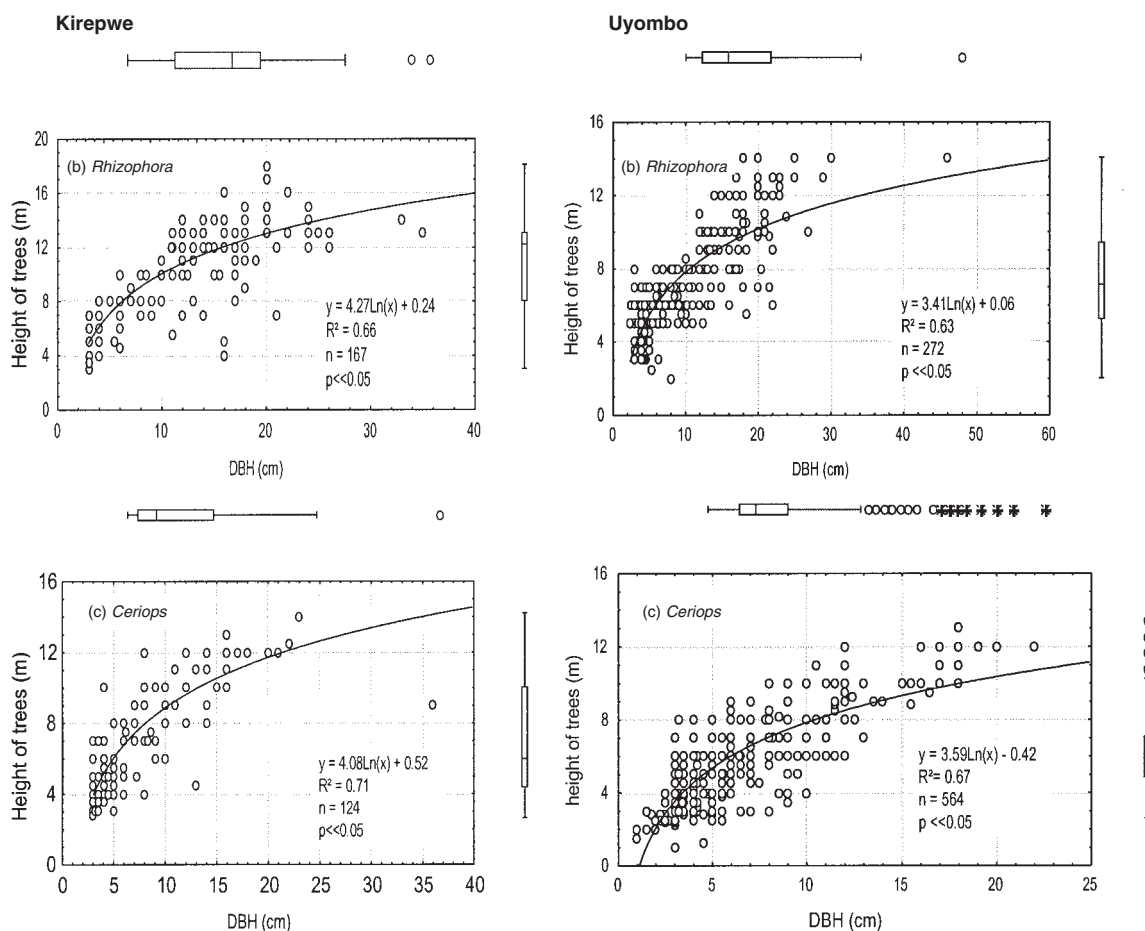 Kirepwe
Uyombo
(b) Rhizophora
Height of trees (m)
20
16
12
8
4
0
0
10
20
30
40
DBH (cm)
y = 4.27Ln(x) + 0.24
R² = 0.66
n = 167
p<<0.05
(b) Rhizophora
Height of trees (m)
16
12
8
4
0
0
10
20
30
40
50
60
DBH (cm)
y = 3.41Ln(x) + 0.06
R² = 0.63
n = 272
p <<0.05
(c) Ceriops
Height of trees (m)
16
12
8
4
0
0
5
10
15
20
25
30
35
40
DBH (cm)
y = 4.08Ln(x) + 0.52
R² = 0.71
n = 124
p<<0.05
(c) Ceriops
height of trees (m)
16
12
8
4
0
0
5
10
15
20
25
DBH (cm)
y = 3.59Ln(x) - 0.42
R²= 0.67
n = 564
p <<0.05